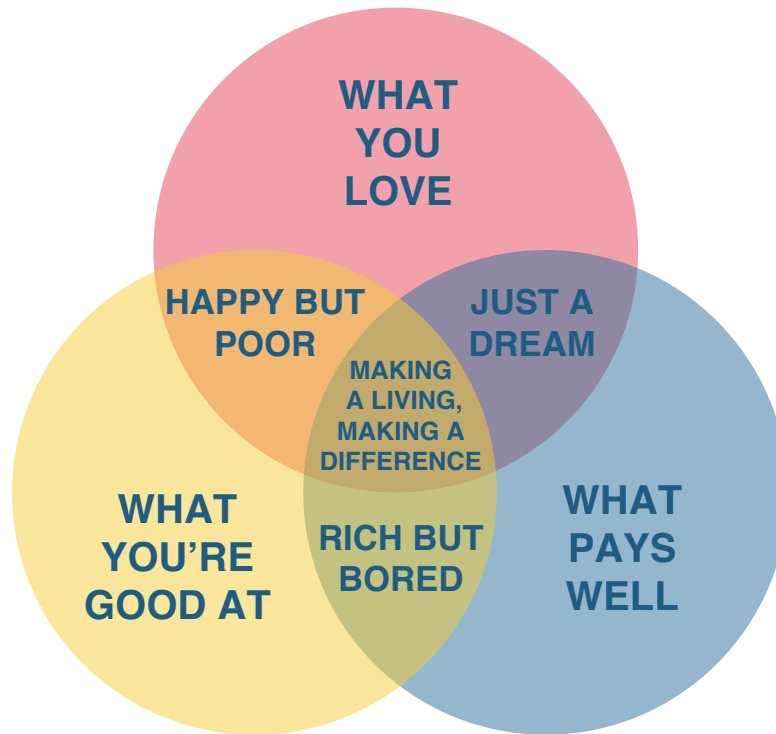 WHAT
YOU
LOVE
HAPPY BUT
POOR
JUST A
DREAM
MAKING
A LIVING,
MAKING A
DIFFERENCE
WHAT
YOU’RE
GOOD AT
RICH BUT
BORED
WHAT
PAYS
WELL